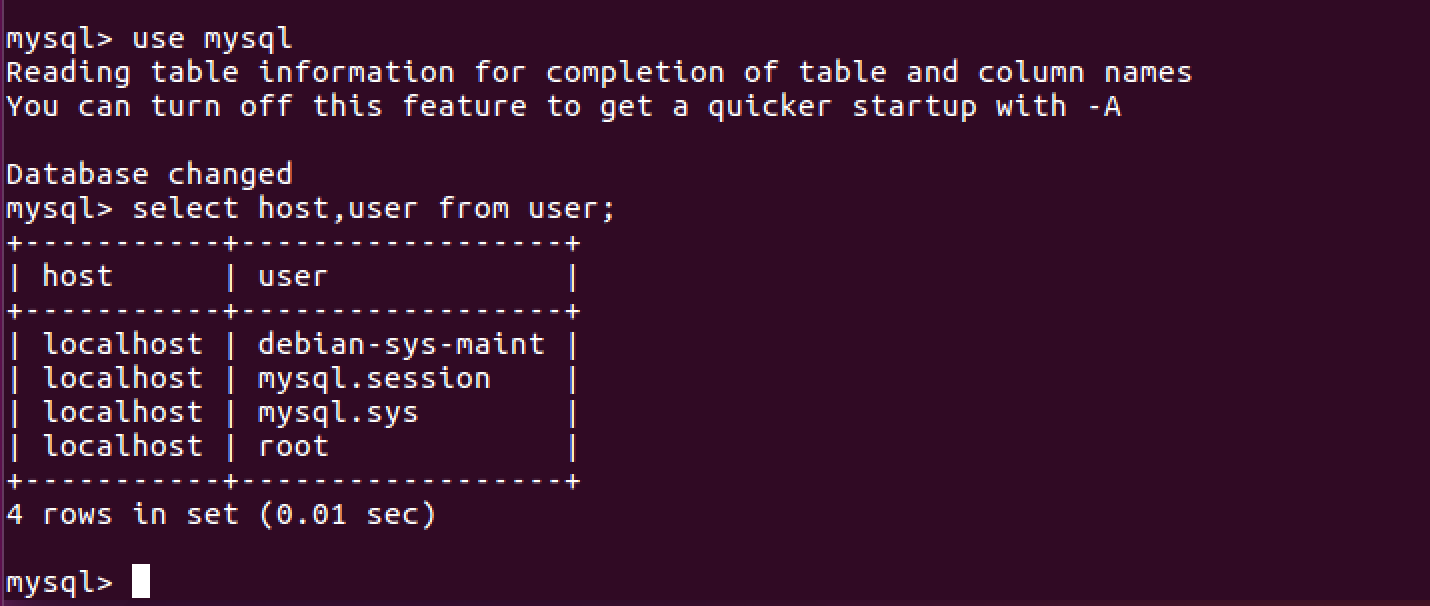 mysql> use mysql
Reading table information for completion of table and column names
You can turn off this feature to get a quicker startup with -A

Database changed
mysql> select host,user from user;
+-----------+------------------+
| host      | user             |
+-----------+------------------+
| localhost | debian-sys-maint |
| localhost | mysql.session    |
| localhost | mysql.sys        |
| localhost | root             |
+-----------+------------------+
4 rows in set (0.01 sec)

mysql>